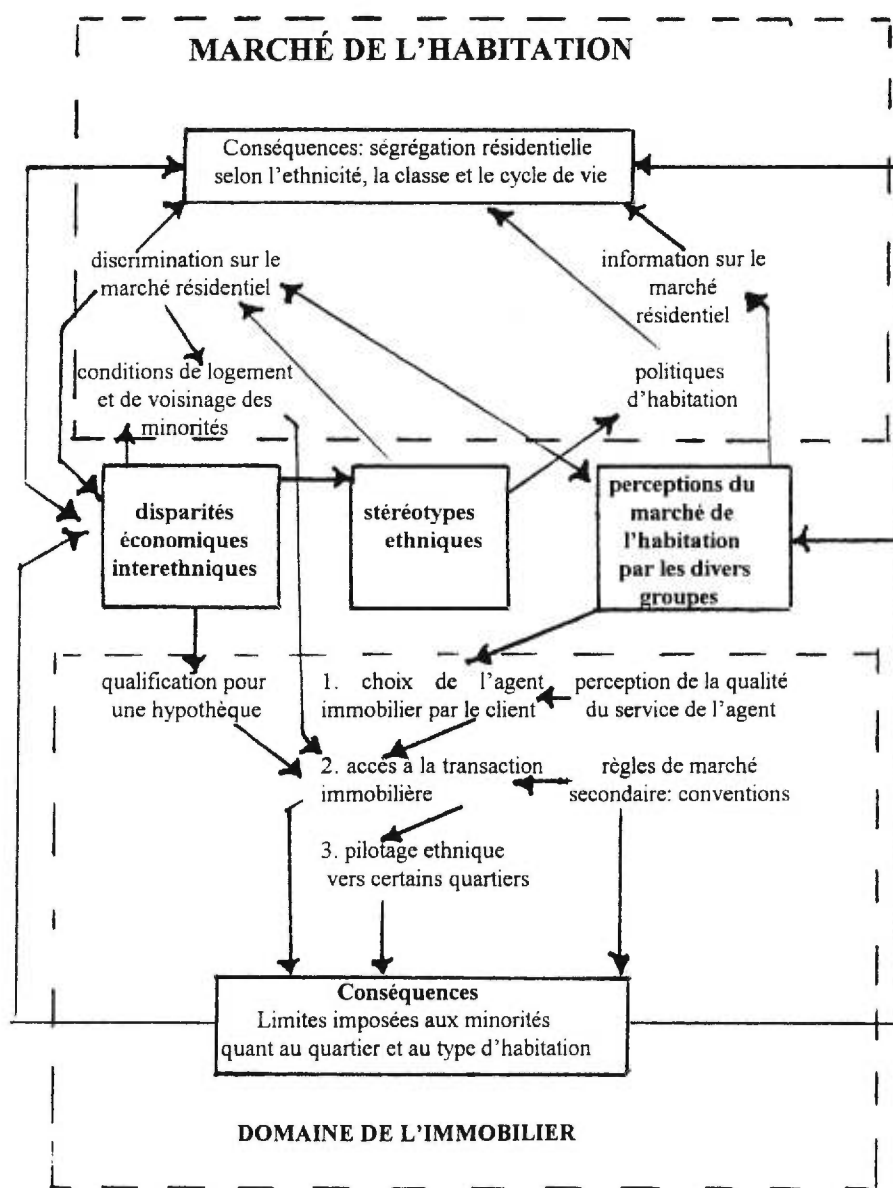 MARCHÉ DE L'HABITATION
Conséquences: ségrégation résidentielle
selon l'ethnicité, la classe et le cycle de vie
discrimination sur le
marché résidentiel
information sur le
marché
résidentiel
conditions de logement
et de voisinage des
minorités
politiques
d'habitation
disparités
économiques
interethniques
stéréotypes
ethniques
perceptions du
marché de
l'habitation
par les divers
groupes
qualification pour
une hypothèque
1. choix de l'agent
immobilier par le client
perception de la qualité
du service de l'agent
2. accès à la transaction
immobilière
règles de marché
secondaire: conventions
3. pilotage ethnique
vers certains quartiers
Conséquences
Limites imposées aux minorités
quant au quartier et au type d'habitation
DOMAINE DE L'IMMOBILIER